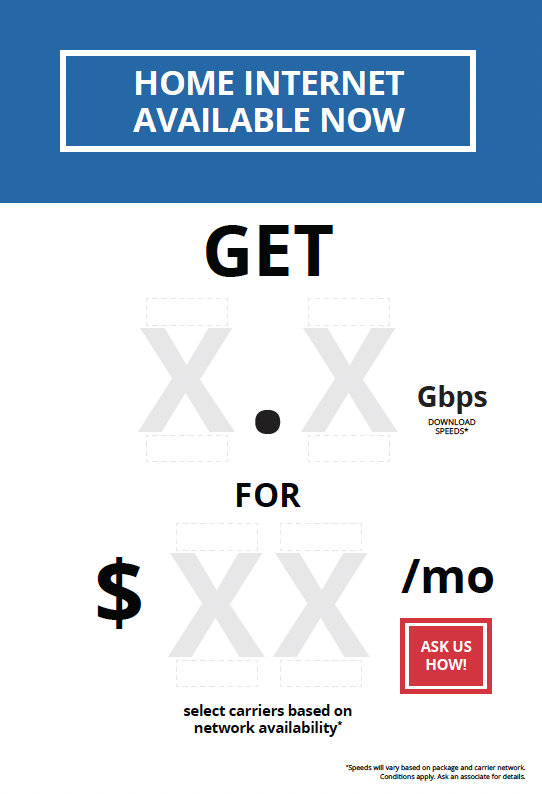 HOME INTERNET
AVAILABLE NOW
GET
X.X
Gbps
DOWNLOAD
SPEEDS*
FOR
$XX
/mo
ASK US
HOW!
select carriers based on
network availability*
*Speeds will vary based on package and carrier network.
Conditions apply. Ask an associate for details.